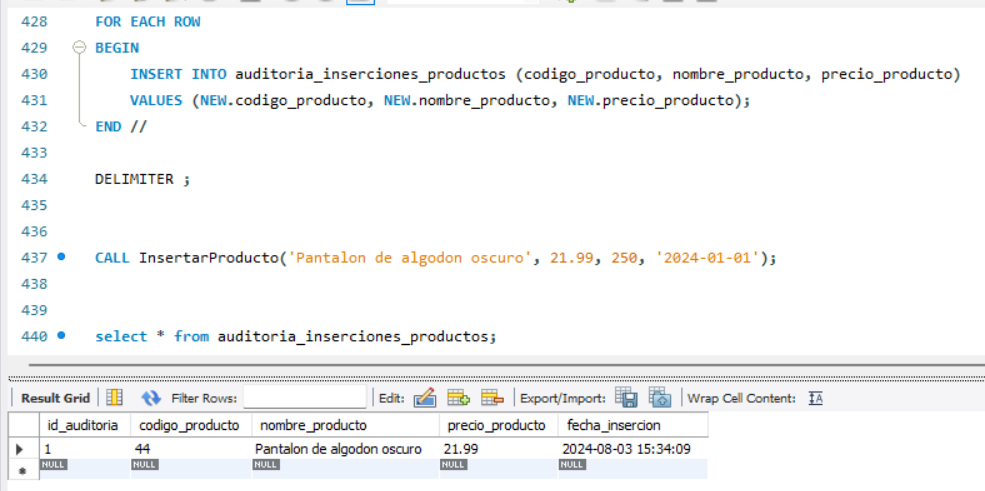 428 FOR EACH ROW
429 BEGIN
430 INSERT INTO auditoria_inserciones_productos (codigo_producto, nombre_producto, precio_producto)
431 VALUES (NEW.codigo_producto, NEW.nombre_producto, NEW.precio_producto);
432 END //
433
434 DELIMITER ;
435
436
437 CALL InsertarProducto('Pantalon de algodon oscuro', 21.99, 250, '2024-01-01');
438
439
440 select * from auditoria_inserciones_productos;
Result Grid Filter Rows: Edit: Export/Import: Wrap Cell Content: IA
id_auditoria codigo_producto nombre_producto precio_producto fecha_insercion
1 44 Pantalon de algodon oscuro 21.99 2024-08-03 15:34:09
NULL NULL NULL NULL NULL